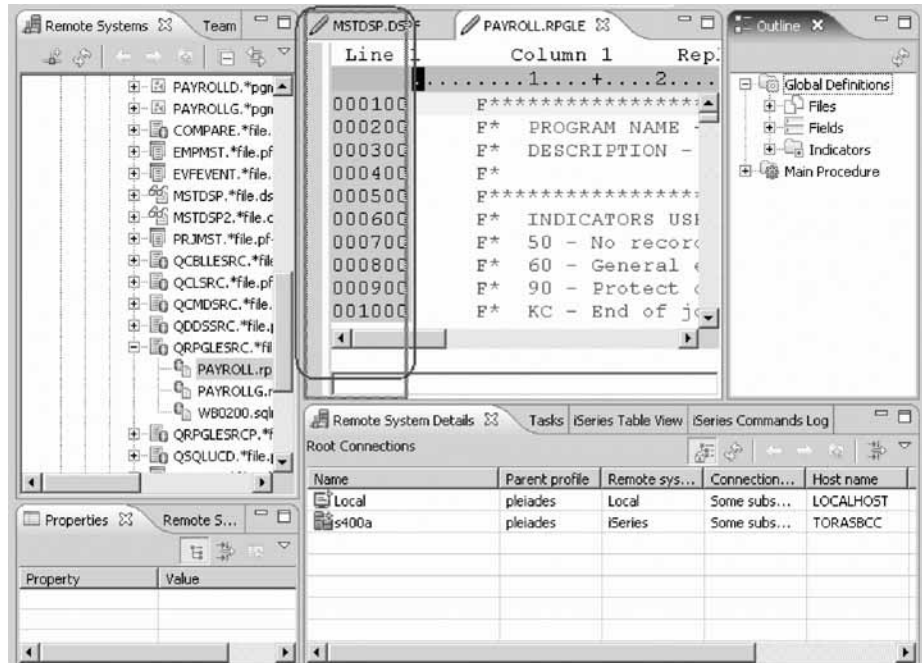 Remote Systems
Team
PAYROLLD.*pgm
PAYROLLG.*pgm
COMPARE.*file.
EMPMST.*file.pf
EVFEVENT.*file.
MSTDSP.*file.ds
MSTDSP2.*file.
PRJMST.*file.pf-
QCBLLESRC.*file
QCLSRC.*file.
QCMDSRC.*file.
QDDSSRC.*file.
QRPGLESRC.*fil
PAYROLL.rp
PAYROLLG.r
WB0200.sqlr
QRPGLESRCP.*f
QSQLUCD.*file.
MSTDSP.DSPF
PAYROLL.RPGLE
Line 1 Column 1 Repl
.........1....+....2....
000100 F******************
000200 F* PROGRAM NAME -
000300 F* DESCRIPTION -
000400 F*
000500 F******************
000600 F* INDICATORS USE
000700 F* 50 - No record
000800 F* 60 - General e
000900 F* 90 - Protect
001000 F* KC - End of jo
Outline
Global Definitions
Files
Fields
Indicators
Main Procedure
Properties
Remote S...
Property Value
Remote System Details
Tasks
iSeries Table View
iSeries Commands Log
Root Connections
Name Parent profile Remote sys... Connection... Host name
Local pleiades Local Some subs... LOCALHOST
s400a pleiades iSeries Some subs... TORASBCC